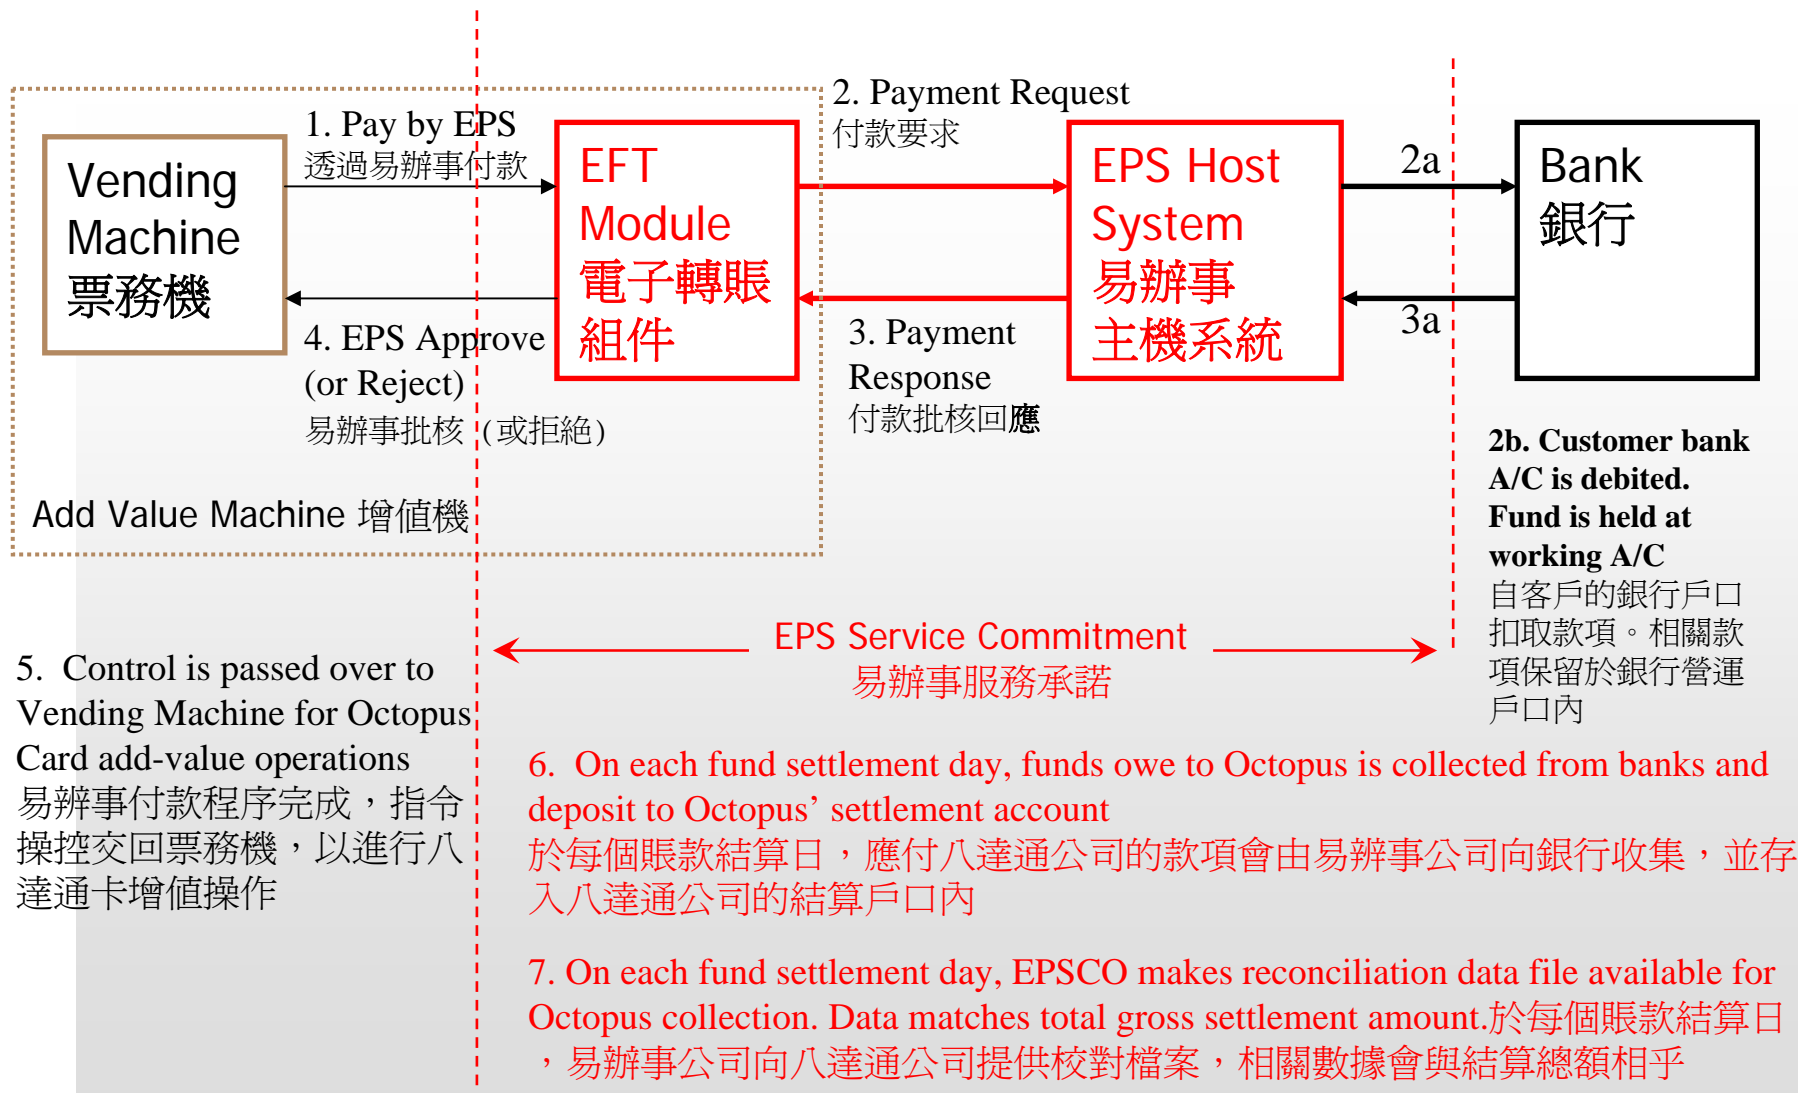 1. Pay by EPS
透過易辦事付款
2. Payment Request
付款要求
Vending
Machine
票務機
EFT
Module
電子轉賬
組件
EPS Host
System
易辦事
主機系統
2a
3a
Bank
銀行
4. EPS Approve
(or Reject)
易辦事批核 (或拒絕)
3. Payment
Response
付款批核回應
Add Value Machine 增值機
2b. Customer bank
A/C is debited.
Fund is held at
working A/C
自客戶的銀行戶口
扣取款項。相關款
項保留於銀行營運
戶口內
EPS Service Commitment
易辦事服務承諾
5. Control is passed over to
Vending Machine for Octopus
Card add-value operations
易辨事付款程序完成，指令
操控交回票務機，以進行八
達通卡增值操作
6. On each fund settlement day, funds owe to Octopus is collected from banks and
deposit to Octopus’ settlement account
於每個賬款結算日，應付八達通公司的款項會由易辨事公司向銀行收集，並存
入八達通公司的結算戶口內
7. On each fund settlement day, EPSCO makes reconciliation data file available for
Octopus collection. Data matches total gross settlement amount.於每個賬款結算日
，易辦事公司向八達通公司提供校對檔案，相關數據會與結算總額相乎